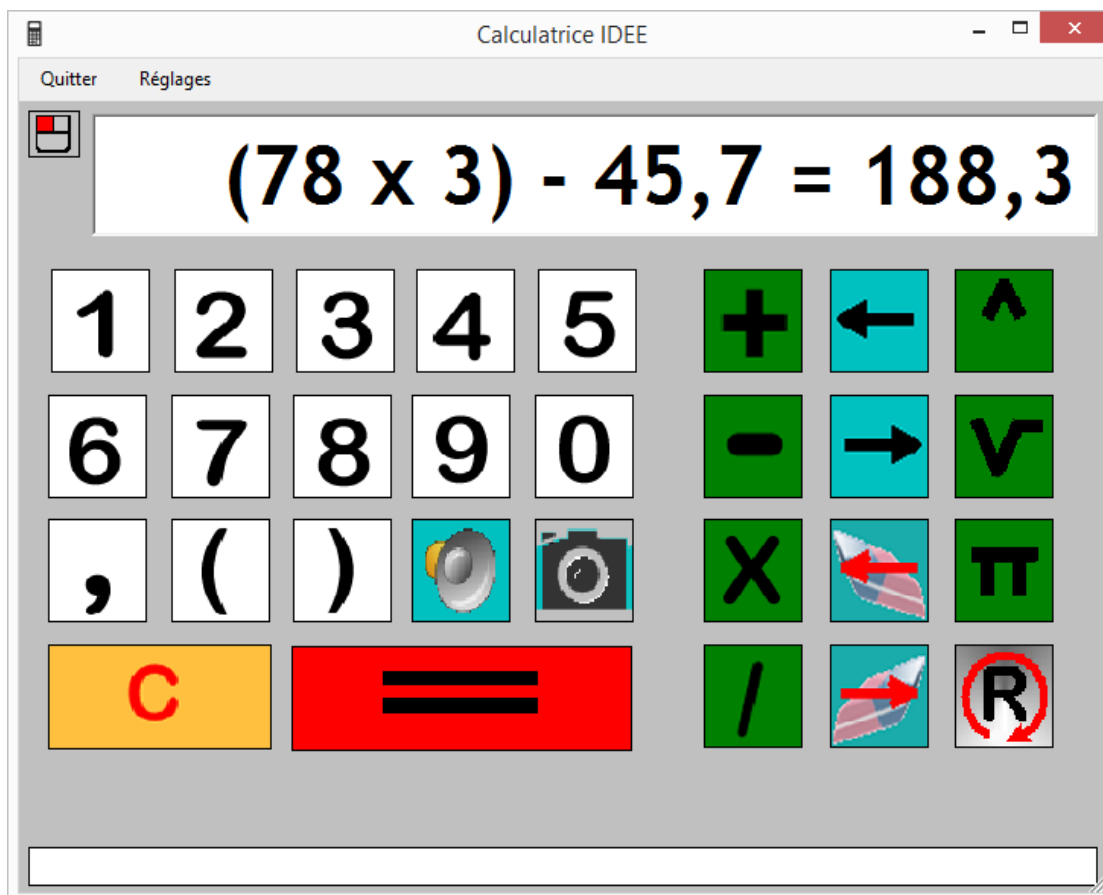 Calculatrice IDEE
Quitter Réglages
(78 x 3) - 45,7 = 188,3
1 2 3 4 5 + ← ^
6 7 8 9 0 - → √
, ( ) X π
C = / R